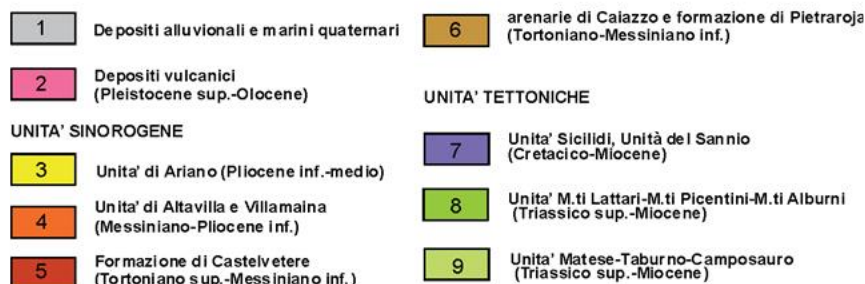 1 Depositi alluvionali e marini quaternari
2 Depositi vulcanici
(Pleistocene sup.-Olocene)
UNITA' SINOROGENE
3 Unita' di Ariano (Pliocene inf.-medio)
4 Unita' di Altavilla e Villamaina
(Messiniano-Pliocene inf.)
5 Formazione di Castelvetere
(Tortoniano sup.-Messiniano inf.)
6 arenarie di Caiazzo e formazione di Pietraroja
(Tortoniano-Messiniano inf.)
UNITA' TETTONICHE
7 Unita' Sicilidi, Unità del Sannio
(Cretacico-Miocene)
8 Unita' M.ti Lattari-M.ti Picentini-M.ti Alburni
(Triassico sup.-Miocene)
9 Unita' Matese-Taburno-Camposauro
(Triassico sup.-Miocene)